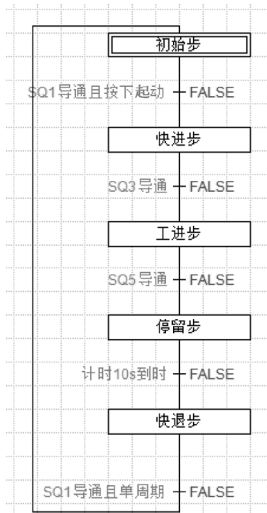 初始步
SQ1导通且按下起动 FALSE
快进步
SQ3导通 FALSE
工进步
SQ5导通 FALSE
停留步
计时10s到时 FALSE
快退步
SQ1导通且单周期 FALSE